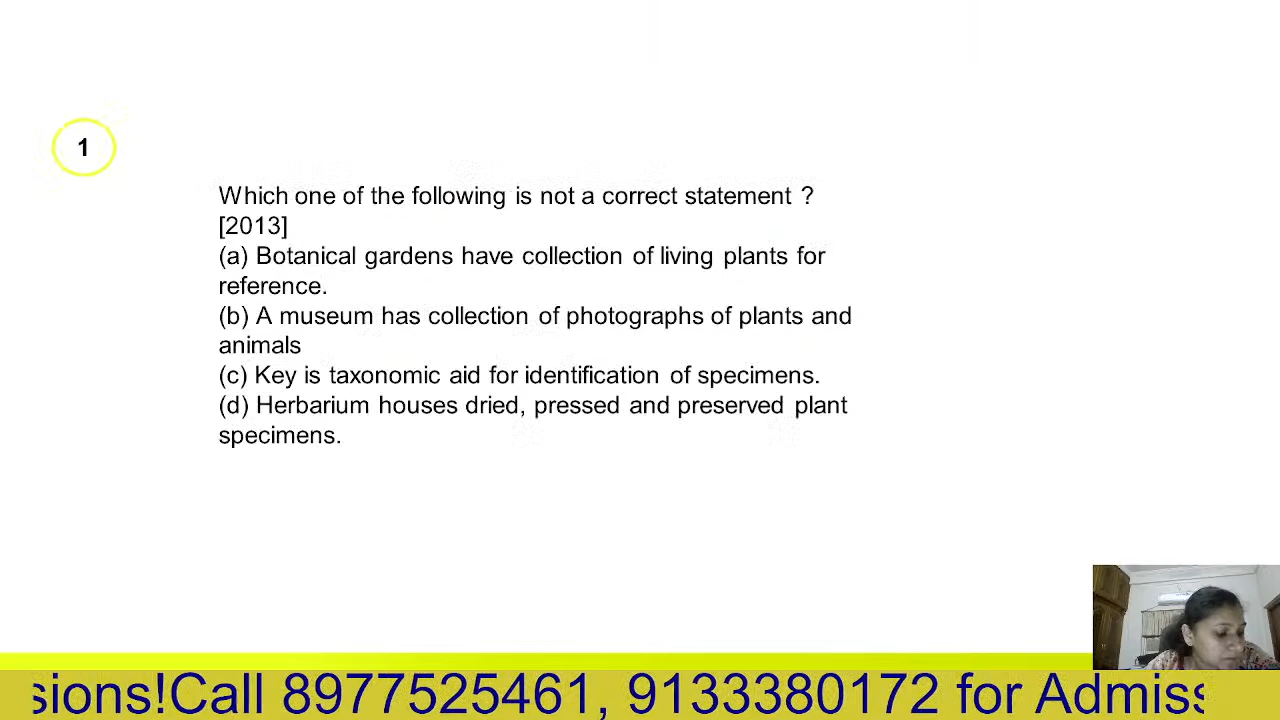 1
Which one of the following is not a correct statement ?
[2013]
(a) Botanical gardens have collection of living plants for
reference.
(b) A museum has collection of photographs of plants and
animals
(c) Key is taxonomic aid for identification of specimens.
(d) Herbarium houses dried, pressed and preserved plant
specimens.
sions!Call 8977525461, 9133380172 for Admiss